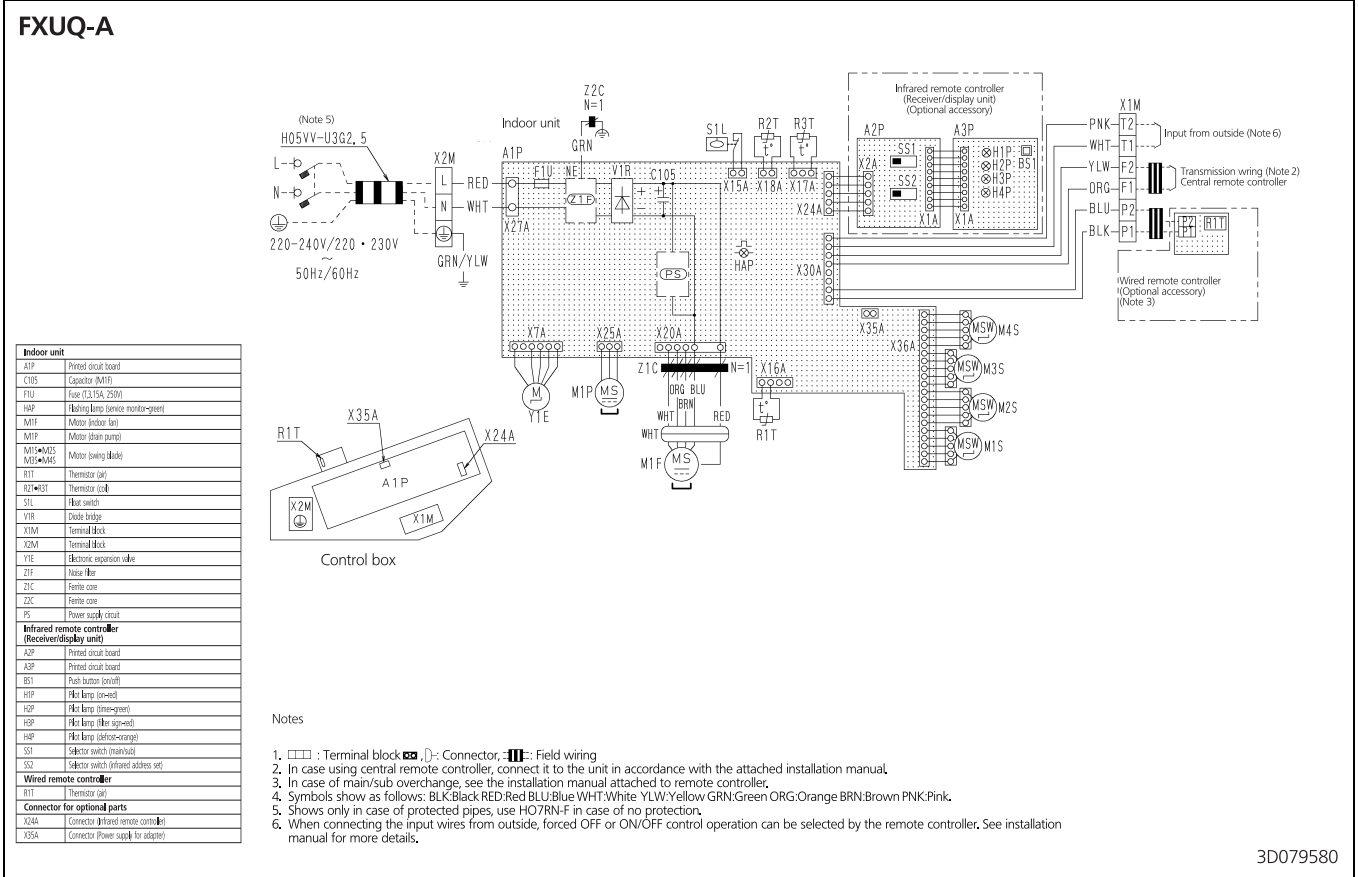 FXUQ-A
(Note 5)
H05VV-U3G2,5
L
N
220-240V/220・230V
~
50Hz/60Hz
X2M
L
N
RED
WHT
GRN/YLW
Z2C
N=1
GRN
Indoor unit
A1P
F1U
NE
V1R
C105
Z1F
+
X27A
PS
HAP
S1L
R2T
R3T
t°
t°
X15A
X18A
X17A
X24A
X30A
Infrared remote controller
(Receiver/display unit)
(Optional accessory)
A2P
A3P
X2A
SS1
SS2
X1A
X1A
H1P
H2P
H3P
H4P
BS1
X1M
PNK T2
WHT T1
YLW F2
ORG F1
BLU P2
BLK P1
Input from outside (Note 6)
Transmission wiring (Note 2)
Central remote controller
P2
P1
R1T
Wired remote controller
(Optional accessory)
(Note 3)
X35A
X36A
MSW M4S
MSW M3S
MSW M2S
MSW M1S
X7A
X25A
X20A
X16A
Z1C
N=1
M
Y1E
M1P
MS
ORG BLU
BRN
WHT
RED
WHT
M1F
MS
t°
R1T
R1T
X35A
X24A
A1P
X2M
X1M
Control box
Indoor unit
A1P Printed circuit board
C105 Capacitor (M1F)
F1U Fuse (T,3.15A, 250V)
HAP Flashing lamp (service monitor-green)
M1F Motor (indoor fan)
M1P Motor (drain pump)
M1S•M2S
M3S•M4S Motor (swing blade)
R1T Thermistor (air)
R2T•R3T Thermistor (coil)
S1L Float switch
V1R Diode bridge
X1M Terminal block
X2M Terminal block
Y1E Electronic expansion valve
Z1F Noise filter
Z1C Ferrite core
Z2C Ferrite core
PS Power supply circuit
Infrared remote controller
(Receiver/display unit)
A2P Printed circuit board
A3P Printed circuit board
BS1 Push button (on/off)
H1P Pilot lamp (on-red)
H2P Pilot lamp (timer-green)
H3P Pilot lamp (filter sign-red)
H4P Pilot lamp (defrost-orange)
SS1 Selector switch (main/sub)
SS2 Selector switch (infrared address set)
Wired remote controller
R1T Thermistor (air)
Connector for optional parts
X24A Connector (Infrared remote controller)
X35A Connector (Power supply for adapter)
Notes
1. : Terminal block , : Connector, : Field wiring
2. In case using central remote controller, connect it to the unit in accordance with the attached installation manual.
3. In case of main/sub overchange, see the installation manual attached to remote controller.
4. Symbols show as follows: BLK:Black RED:Red BLU:Blue WHT:White YLW:Yellow GRN:Green ORG:Orange BRN:Brown PNK:Pink.
5. Shows only in case of protected pipes, use HO7RN-F in case of no protection.
6. When connecting the input wires from outside, forced OFF or ON/OFF control operation can be selected by the remote controller. See installation
manual for more details.
3D079580